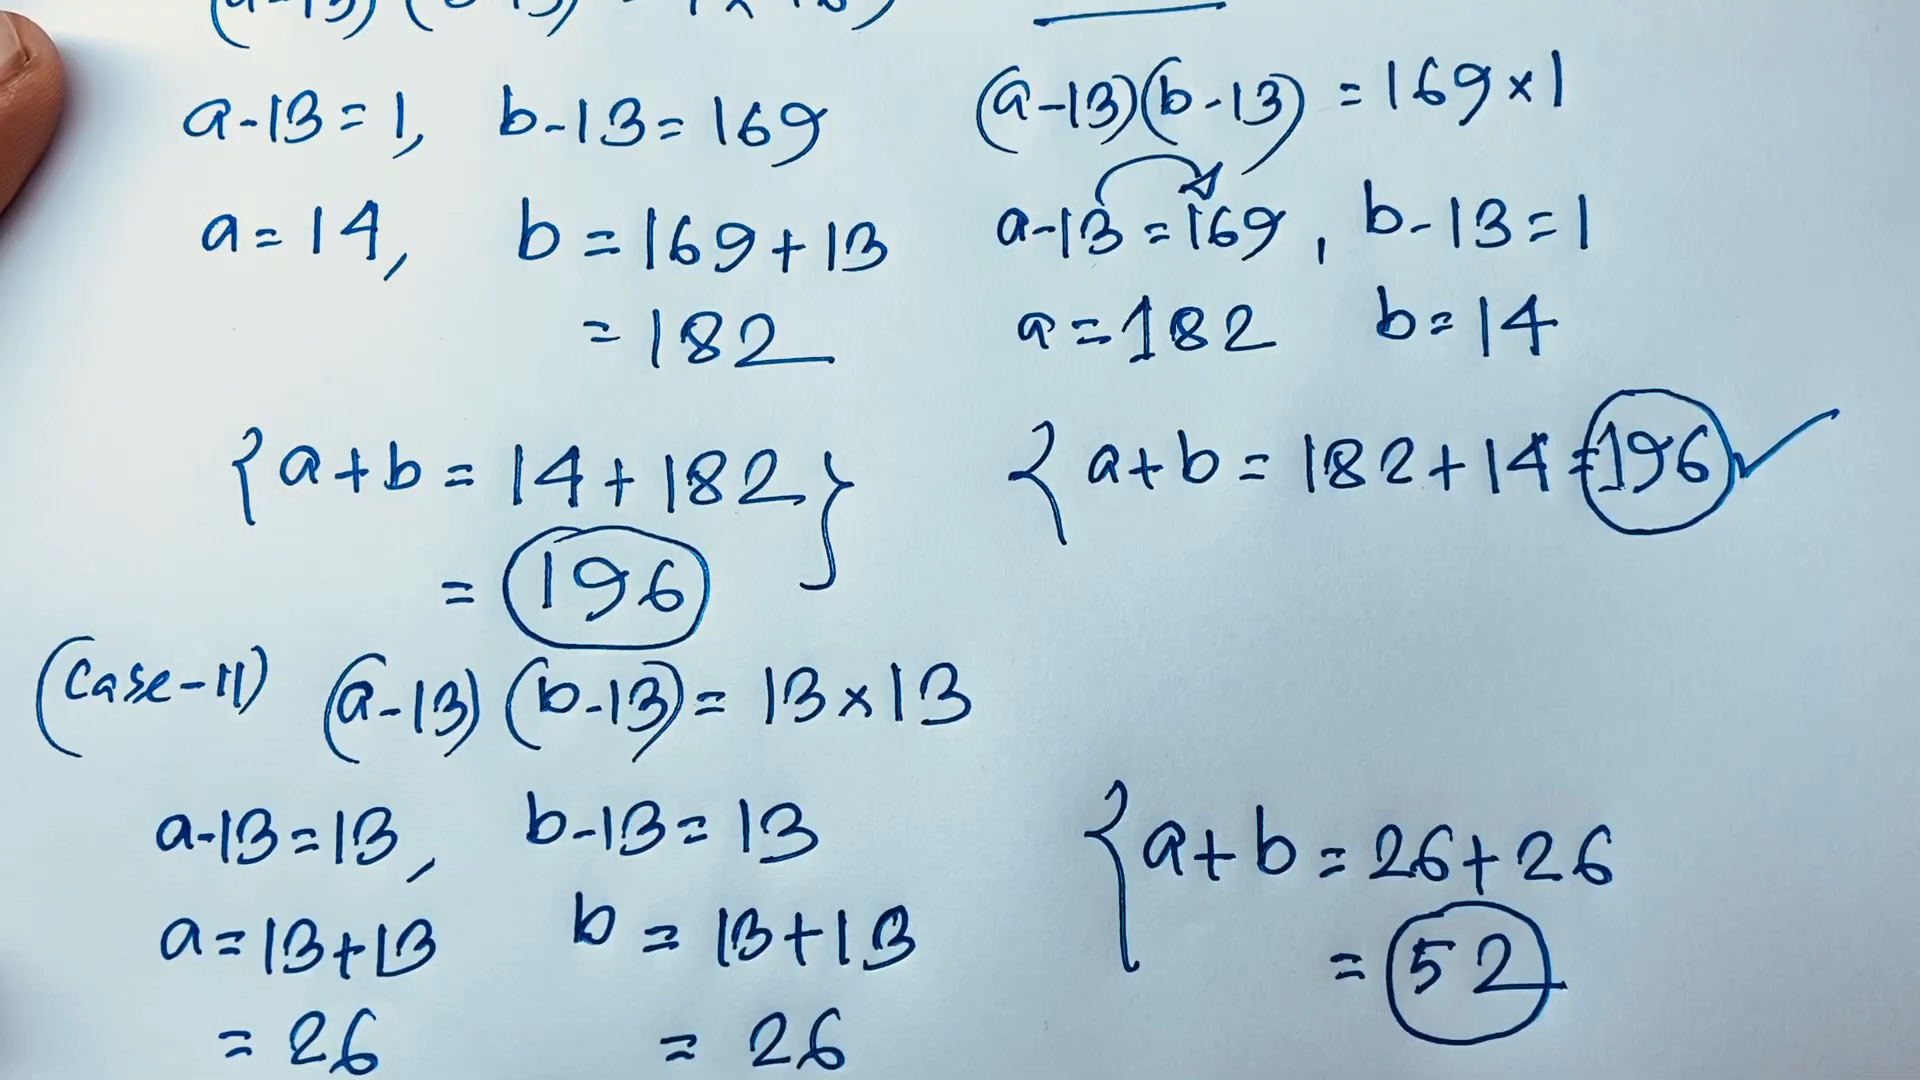 a-13=1, b-13=169
a=14, b=169+13
=182
{a+b=14+182}
=196
(a-13)(b-13)=169×1
a-13=169, b-13=1
a=182 b=14
{a+b=182+14=196✓
(Case-II) (a-13)(b-13)=13×13
a-13=13, b-13=13
a=13+13 b=13+13
=26 =26
{a+b=26+26
=52